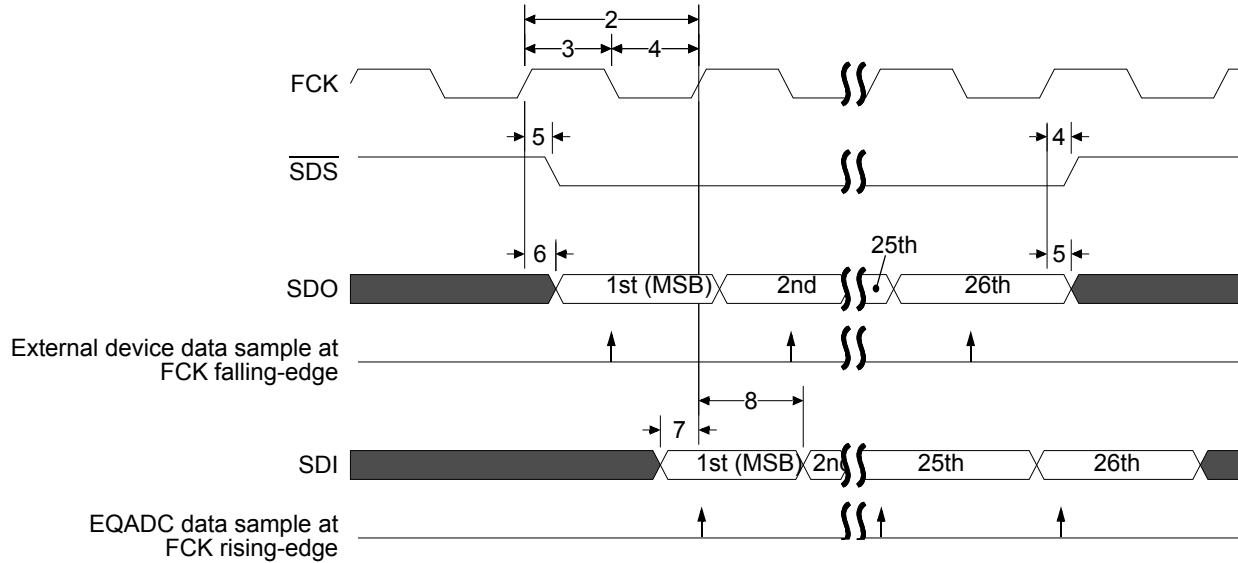 2
3 4
FCK
5 4
SDS
25th
6 5
SDO 1st (MSB) 2nd 26th
External device data sample at
FCK falling-edge
8
7
SDI 1st (MSB) 2nd 25th 26th
EQADC data sample at
FCK rising-edge